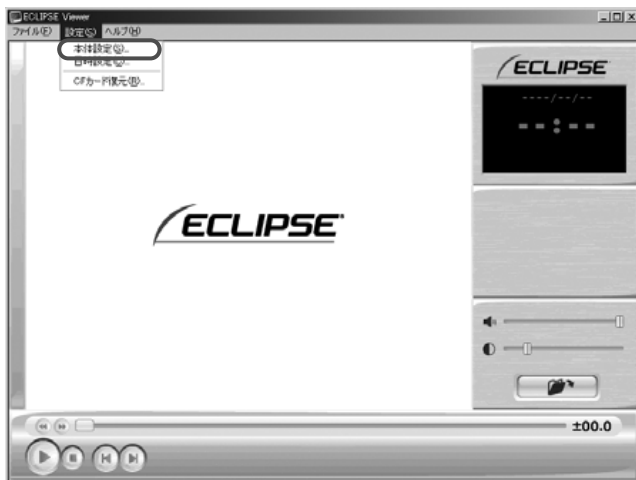 ECLIPSE Viewer
ファイル(F) 設定(S) ヘルプ(H)
本体設定(S)...
日時設定(C)...
CFカード復元(R)...
ECLIPSE
----/--/--
--:--
ECLIPSE
±00.0